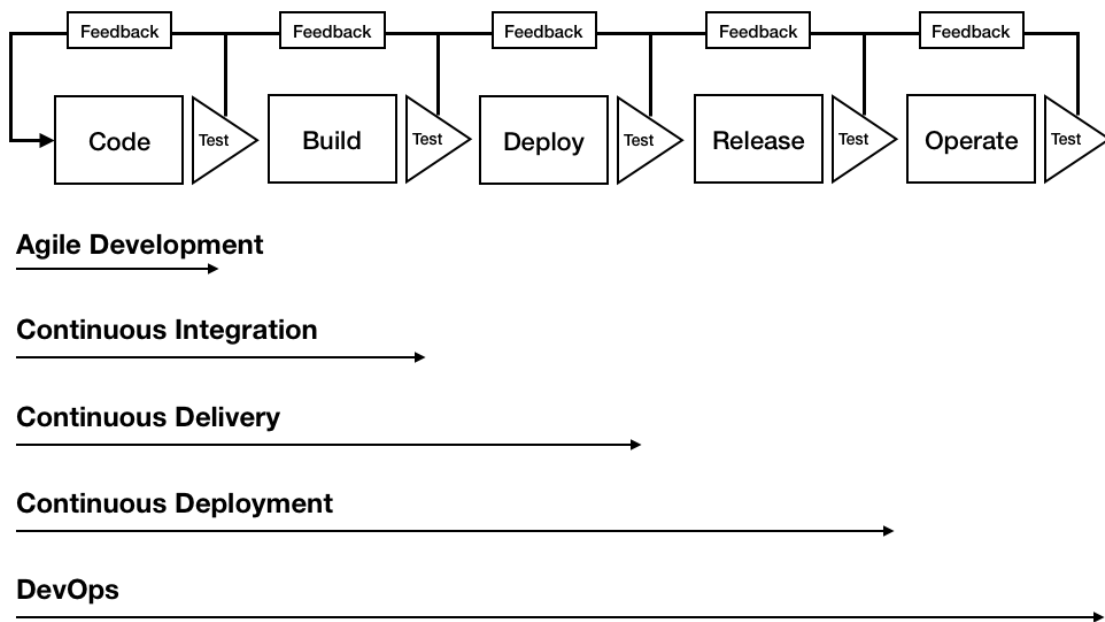 Feedback
Feedback
Feedback
Feedback
Feedback
Code
Test
Build
Test
Deploy
Test
Release
Test
Operate
Test
Agile Development
Continuous Integration
Continuous Delivery
Continuous Deployment
DevOps